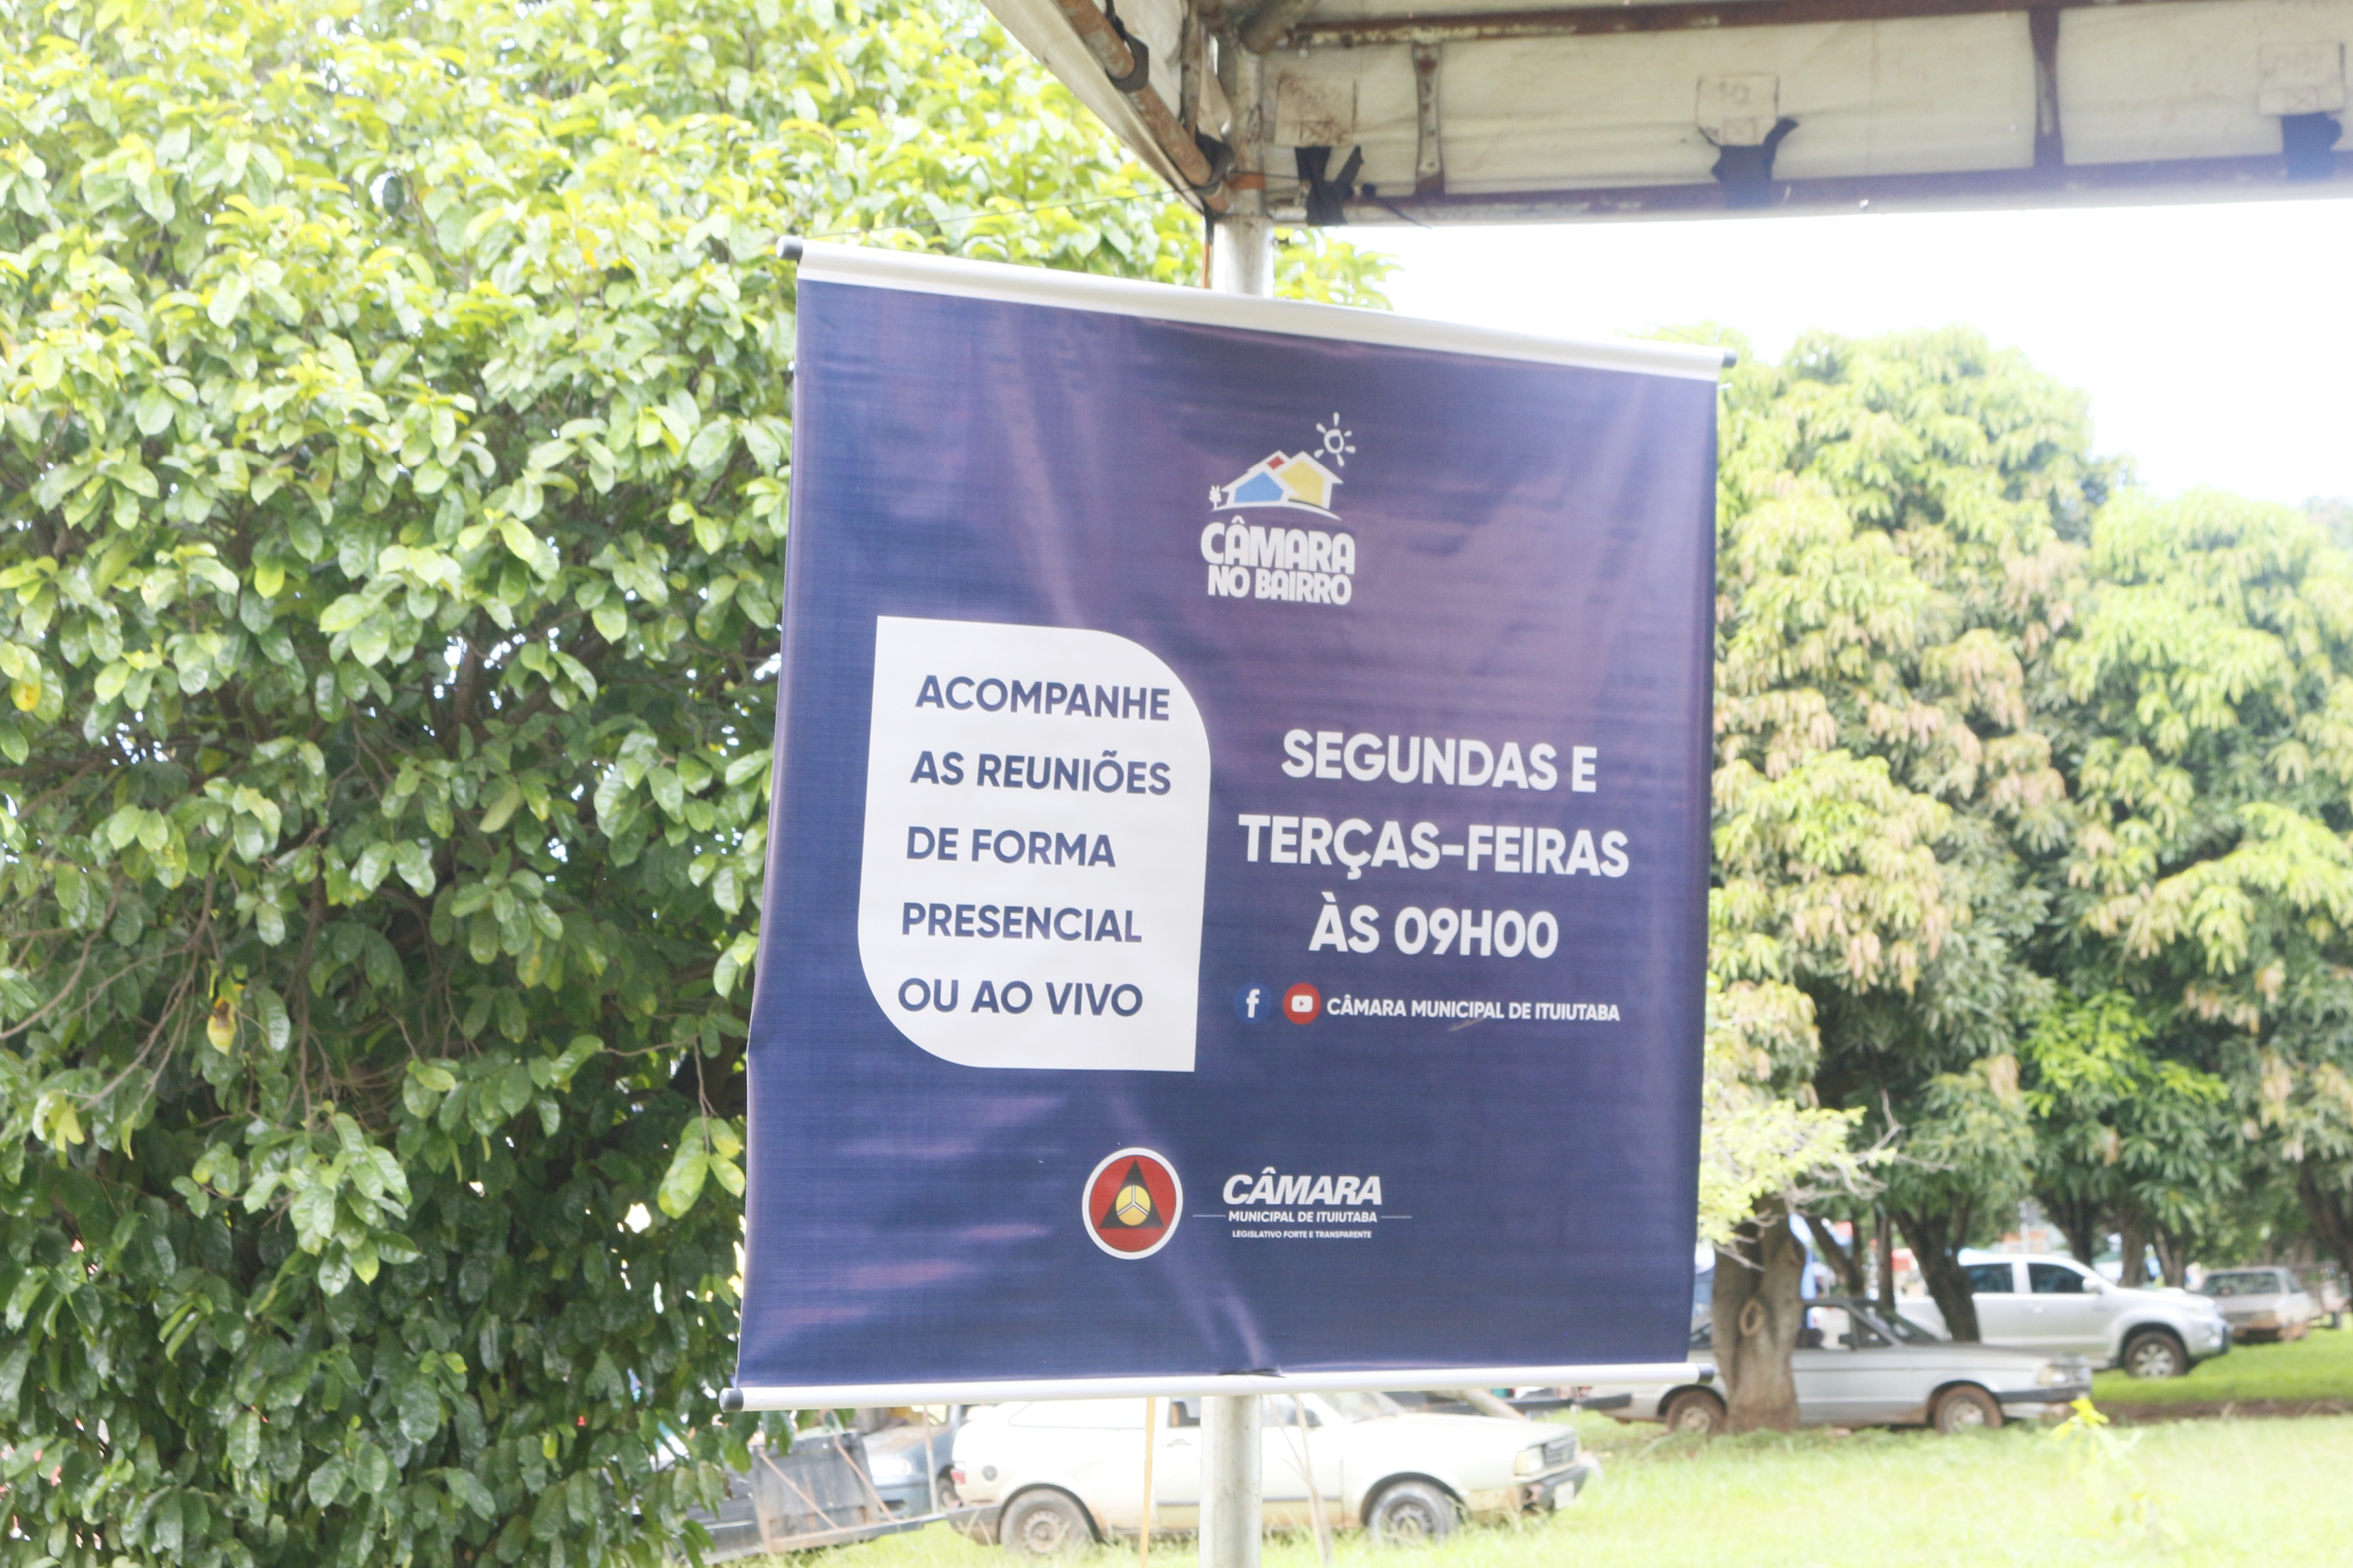 CÂMARA
NO BAIRRO
ACOMPANHE
AS REUNIÕES
DE FORMA
PRESENCIAL
OU AO VIVO
SEGUNDAS E
TERÇAS-FEIRAS
ÀS 09H00
f CÂMARA MUNICIPAL DE ITUIUTABA
CÂMARA
MUNICIPAL DE ITUIUTABA
LEGISLATIVO FORTE E TRANSPARENTE